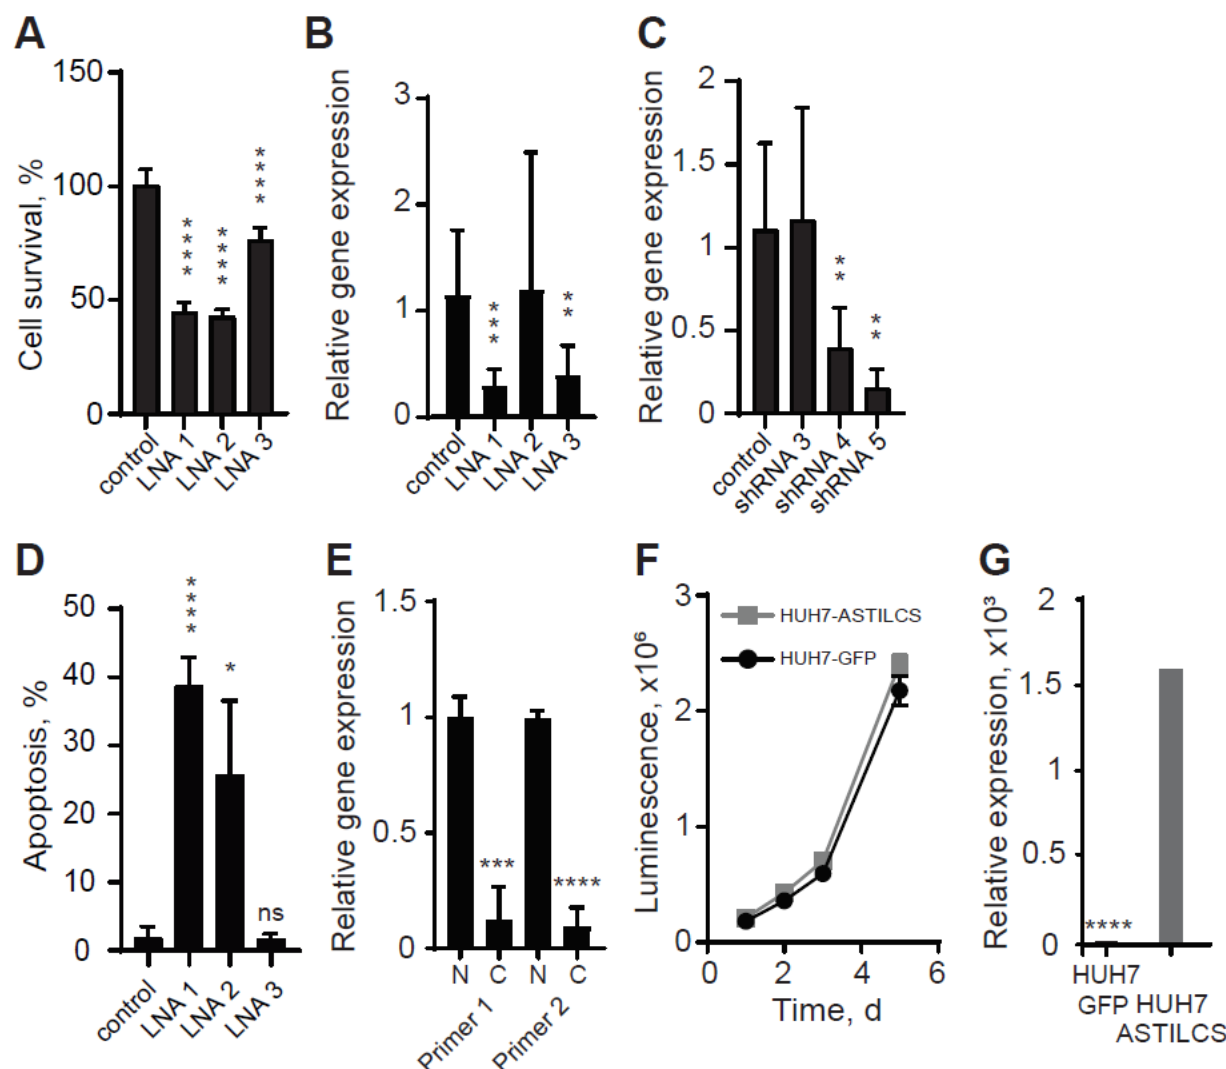 A
Cell survival, %
150
100
50
0
****
****
****
control
LNA 1
LNA 2
LNA 3
B
Relative gene expression
3
2
1
0
***
**
control
LNA 1
LNA 2
LNA 3
C
Relative gene expression
2
1.5
1
0.5
0
**
**
control
shRNA 3
shRNA 4
shRNA 5
D
Apoptosis, %
50
40
30
20
10
0
****
*
ns
control
LNA 1
LNA 2
LNA 3
E
Relative gene expression
1.5
1
0.5
0
***
****
N C N C
Primer 1
Primer 2
F
Luminescence, x10⁶
3
2
1
0
HUH7-ASTILCS
HUH7-GFP
0 2 4 6
Time, d
G
Relative expression, x10³
2
1.5
1
0.5
0
****
HUH7
GFP HUH7
ASTILCS